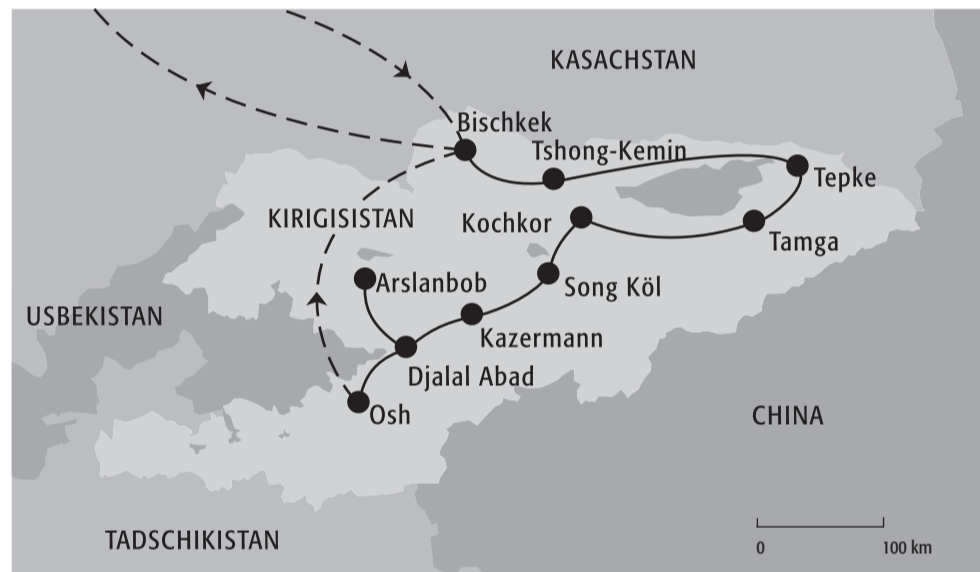 KASACHSTAN
Bischkek
Tshong-Kemin
Tepke
KIRIGISISTAN
Kochkor
Tamga
Arslanbob
Song Köl
USBEKISTAN
Kazermann
Djalal Abad
Osh
CHINA
TADSCHIKISTAN
0 100 km